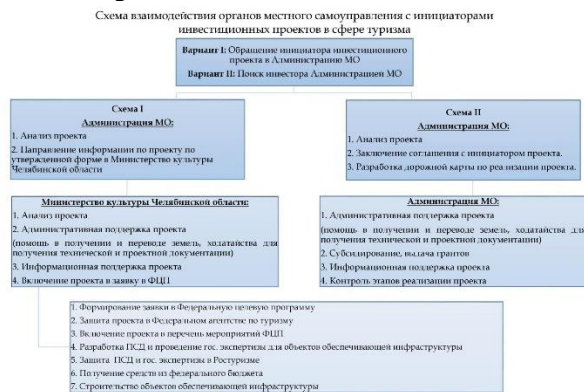 Схема взаимодействия органов местного самоуправления с инициаторами
инвестиционных проектов в сфере туризма
Вариант I: Обращение инициатора инвестиционного
проекта в Администрацию МО
Вариант II: Поиск инвестора Администрацией МО
Схема I
Администрация МО:
1. Анализ проекта
2. Направление информации по проекту по
утвержденной форме в Министерство культуры
Челябинской области
Схема II
Администрация МО:
1. Анализ проекта
2. Заключение соглашения с инициатором проекта.
3. Разработка дорожной карты по реализации проекта.
Министерство культуры Челябинской области:
1. Анализ проекта
2. Административная поддержка проекта
(помощь в получении и переводе земель, ходатайства для
получения технической и проектной документации)
3. Информационная поддержка проекта
4. Включение проекта в заявку в ФЦП
Администрация МО:
1. Административная поддержка проекта
(помощь в получении и переводе земель, ходатайства для
получения технической и проектной документации)
2. Субсидирование, выдача грантов
3. Информационная поддержка проекта
4. Контроль этапов реализации проекта
1. Формирование заявки в Федеральную целевую программу
2. Защита проекта в Федеральном агентстве по туризму
3. Включение проекта в перечень мероприятий ФЦП
4. Разработка ПСД и проведение гос. экспертизы для объектов обеспечивающей инфраструктуры
5. Защита ПСД и гос. экспертизы в Ростуризме
6. Получение средств из федерального бюджета
7. Строительство объектов обеспечивающей инфраструктуры